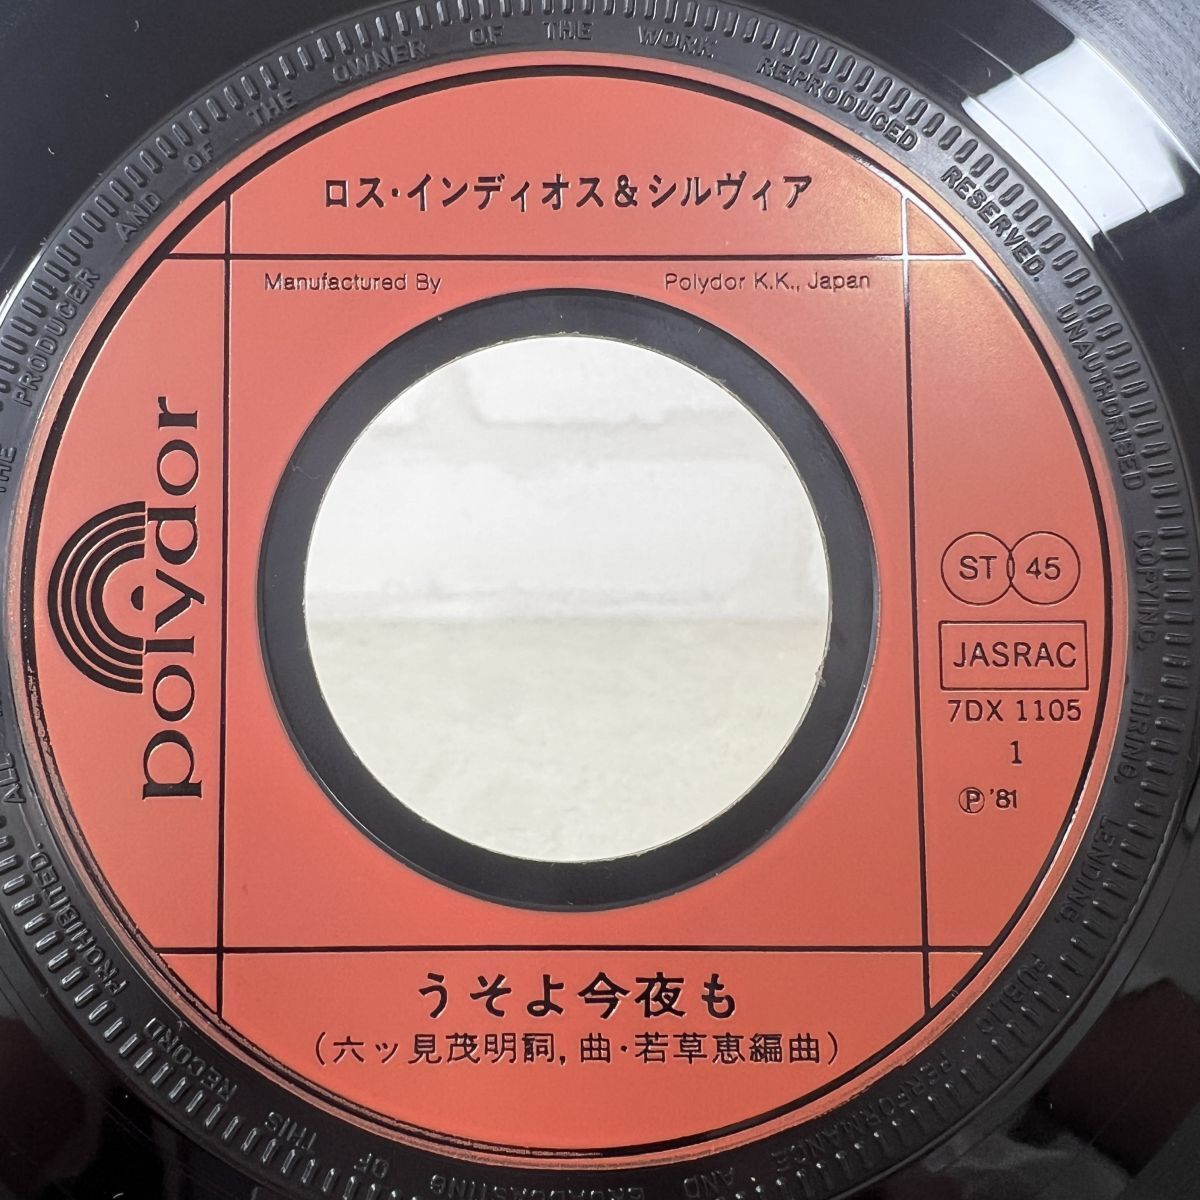 ロス・インディオス&シルヴィア
Manufactured By Polydor K.K., Japan
polydor
ST 45
JASRAC
7DX 1105
1
Ⓟ'81
うそよ今夜も
(六ッ見茂明詞,曲・若草恵編曲)
ALL THE PRODUCER AND OF THE OWNER OF THE WORK REPRODUCED RESERVED. UNAUTHORISED COPYING, HIRING, LENDING, PUBLIC PERFORMANCE AND BROADCASTING OF THIS RECORD PROHIBITED.